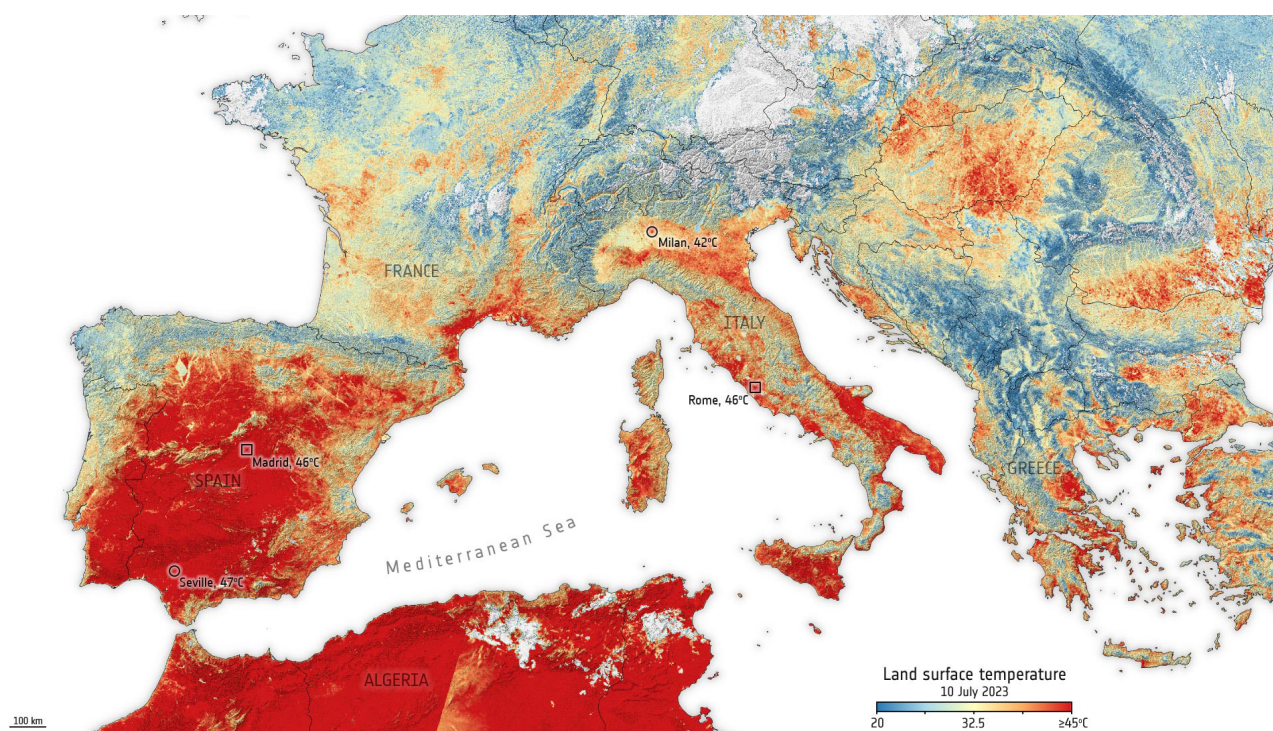 Milan, 42°C
FRANCE
ITALY
Rome, 46°C
Madrid, 46°C
SPAIN
GREECE
Mediterranean Sea
Seville, 47°C
ALGERIA
Land surface temperature
10 July 2023
20 32.5 ≥45°C
100 km